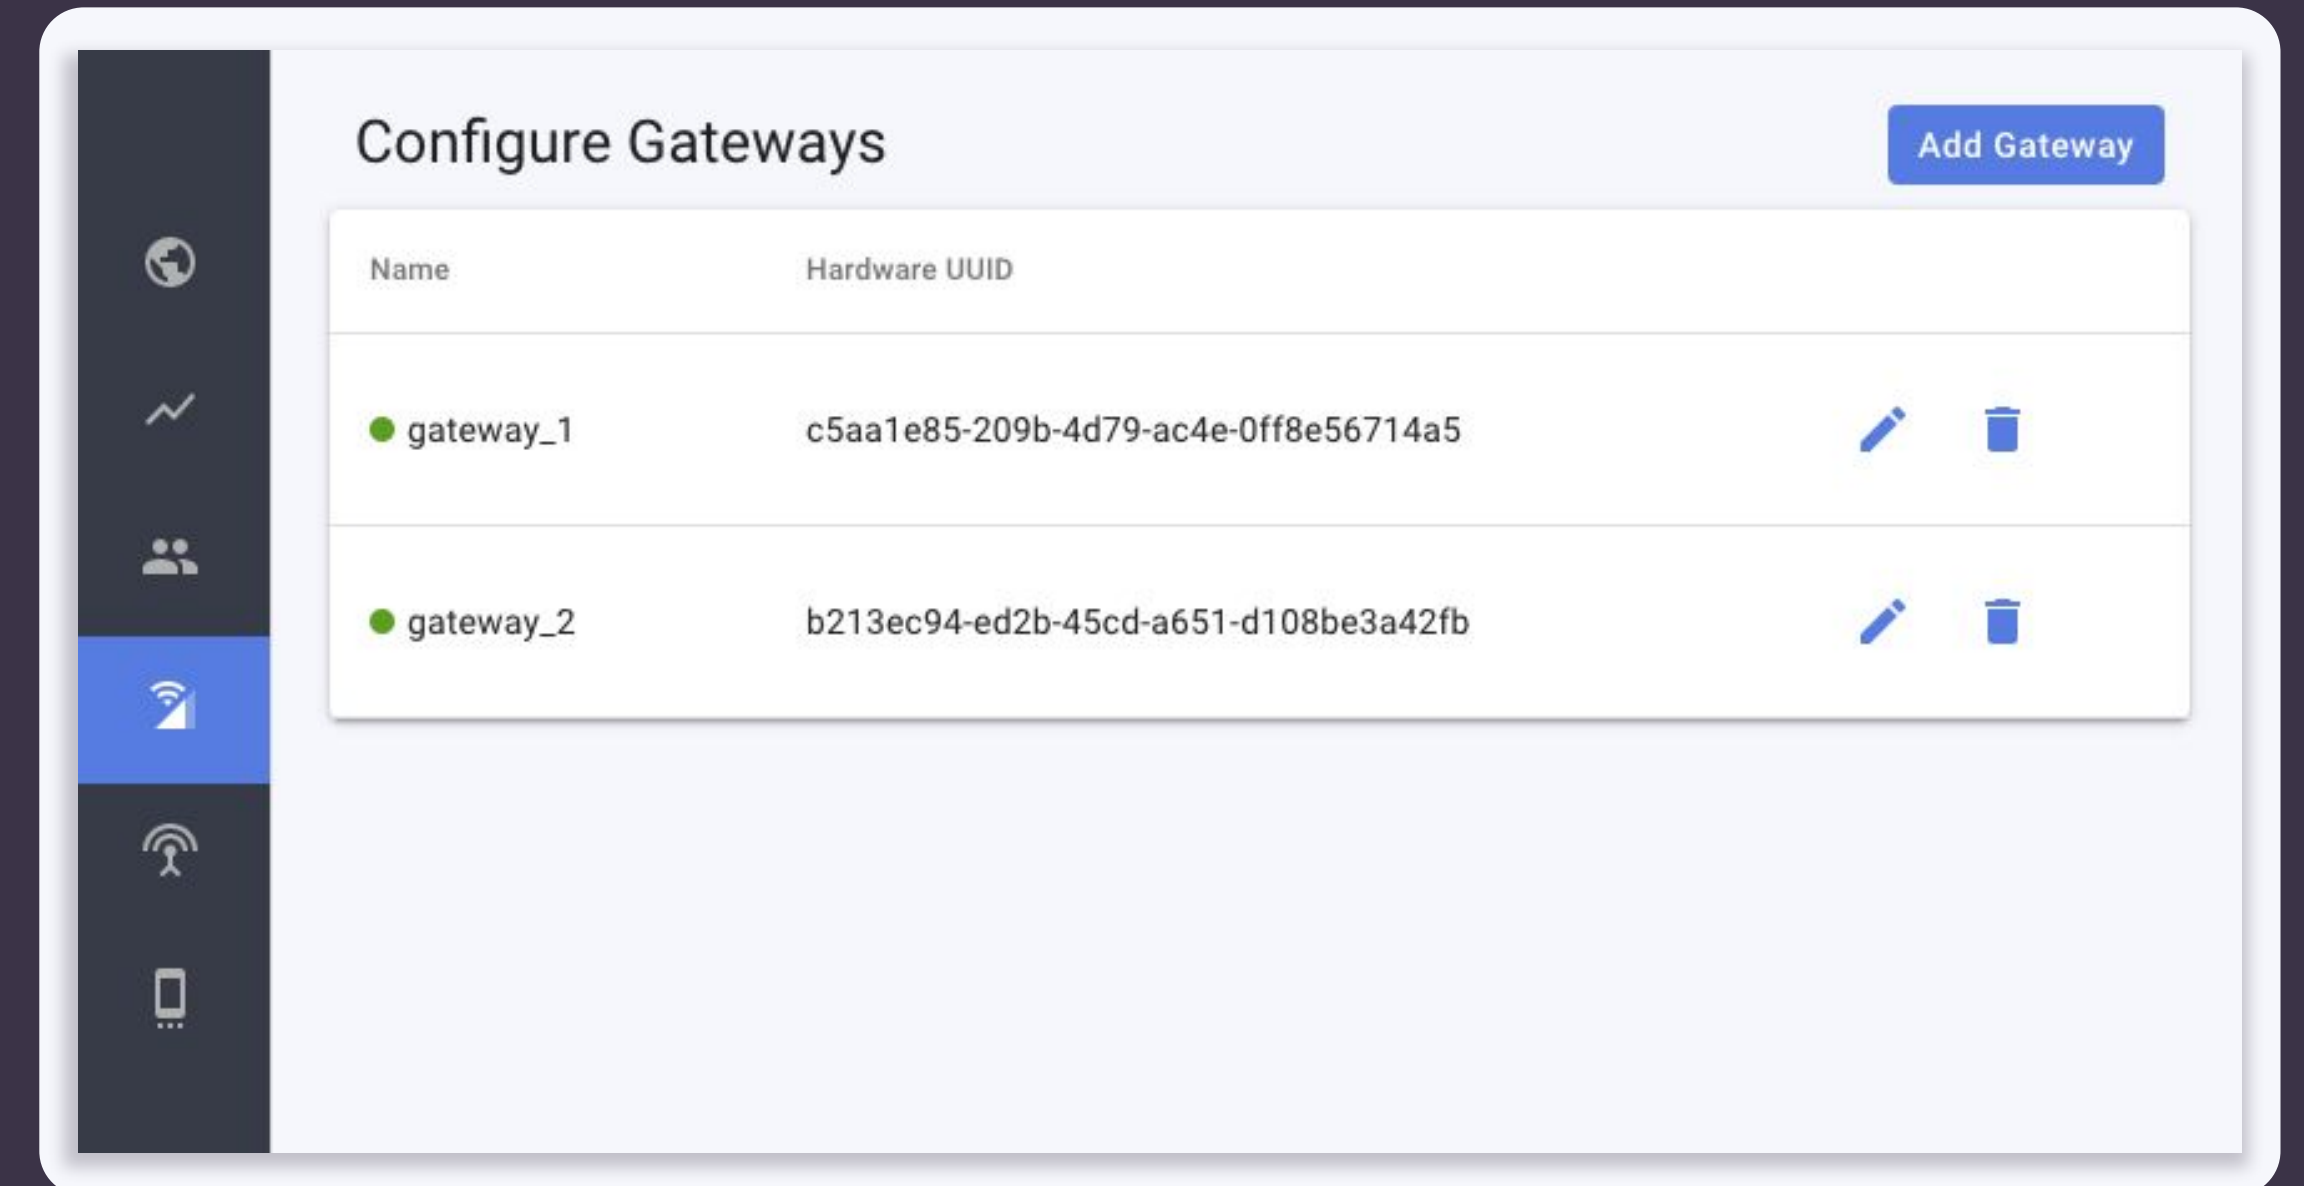 Configure Gateways
Add Gateway
Name Hardware UUID
gateway_1 c5aa1e85-209b-4d79-ac4e-0ff8e56714a5
gateway_2 b213ec94-ed2b-45cd-a651-d108be3a42fb